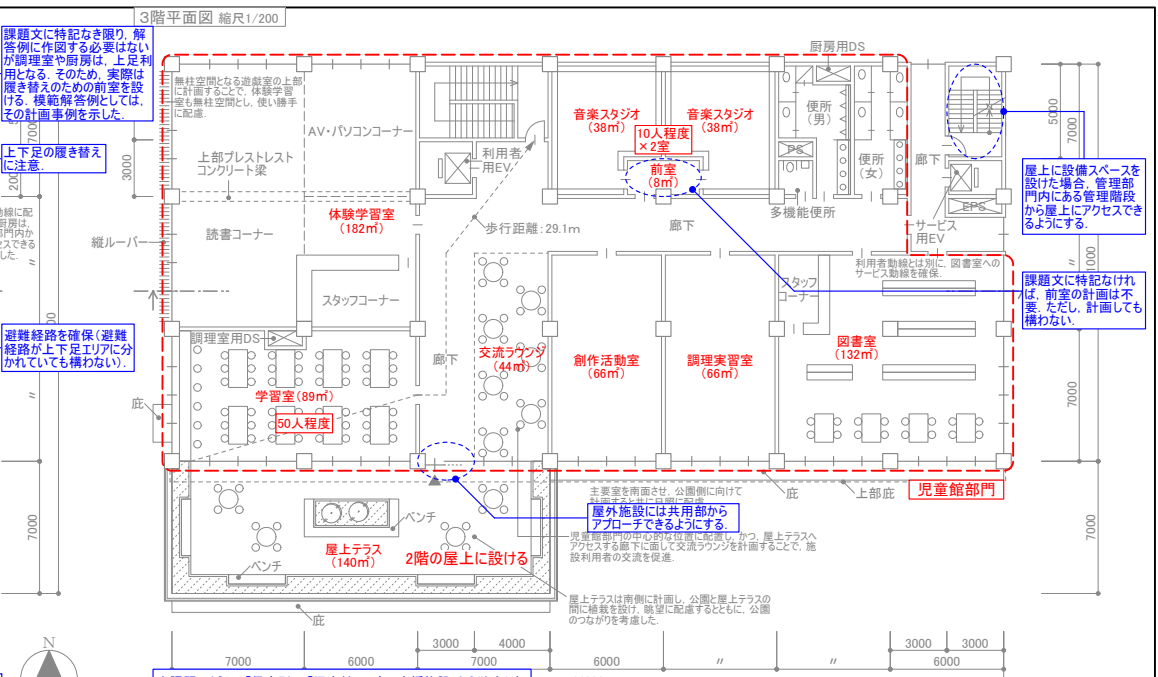 3階平面図 縮尺1/200
課題文に特記なき限り, 解
答例に作図する必要はない
が調理室や厨房は, 上足利
用となる. そのため, 実際は
履き替えのための前室を設
ける. 模範解答例としては,
その計画事例を示した.
上下足の履き替え
に注意.
避難経路を確保(避難
経路が上下足エリアに分
かれていても構わない).
無柱空間となる遊戯室の上部
に計画することで, 体験学習
室も無柱空間とし, 使い勝手
に配慮.
AV・パソコンコーナー
上部プレストレスト
コンクリート梁
3000
体験学習室
(182㎡)
読書コーナー
縦ルーバー
スタッフコーナー
利用者
用EV
歩行距離:29.1m
音楽スタジオ
(38㎡)
音楽スタジオ
(38㎡)
10人程度
×2室
前室
(8㎡)
厨房用DS
便所
(男)
PS
便所
(女)
多機能便所
廊下
廊下
サービス
用EV
EPS
5000
7000
屋上に設備スペースを
設けた場合, 管理部
門内にある管理階段
から屋上にアクセスでき
るようにする.
利用者動線とは別に, 図書室への
サービス動線を確保.
課題文に特記なけれ
ば, 前室の計画は不
要. ただし, 計画しても
構わない.
〃
1000
調理室用DS
学習室(89㎡)
50人程度
廊下
交流ラウンジ
(44㎡)
創作活動室
(66㎡)
調理実習室
(66㎡)
スタッフ
コーナー
図書室
(132㎡)
〃
7000
庇
7000
児童館部門
庇
上部庇
主要室を南面させ, 公園側に向けて
屋外施設には共用部から
アプローチできるようにする.
児童館部門の中心的な位置に配置し, かつ, 屋上テラスへ
アクセスする廊下に面して交流ラウンジを計画することで, 施
設利用者の交流を促進.
ベンチ
屋上テラス
(140㎡)
2階の屋上に設ける
ベンチ
7000
7000
屋上テラスは南側に計画し, 公園と屋上テラスの
間に植栽を設け, 眺望に配慮するとともに, 公園
のつながりを考慮した.
庇
N
3000
4000
3000
3000
7000
6000
7000
6000
〃
〃
6000